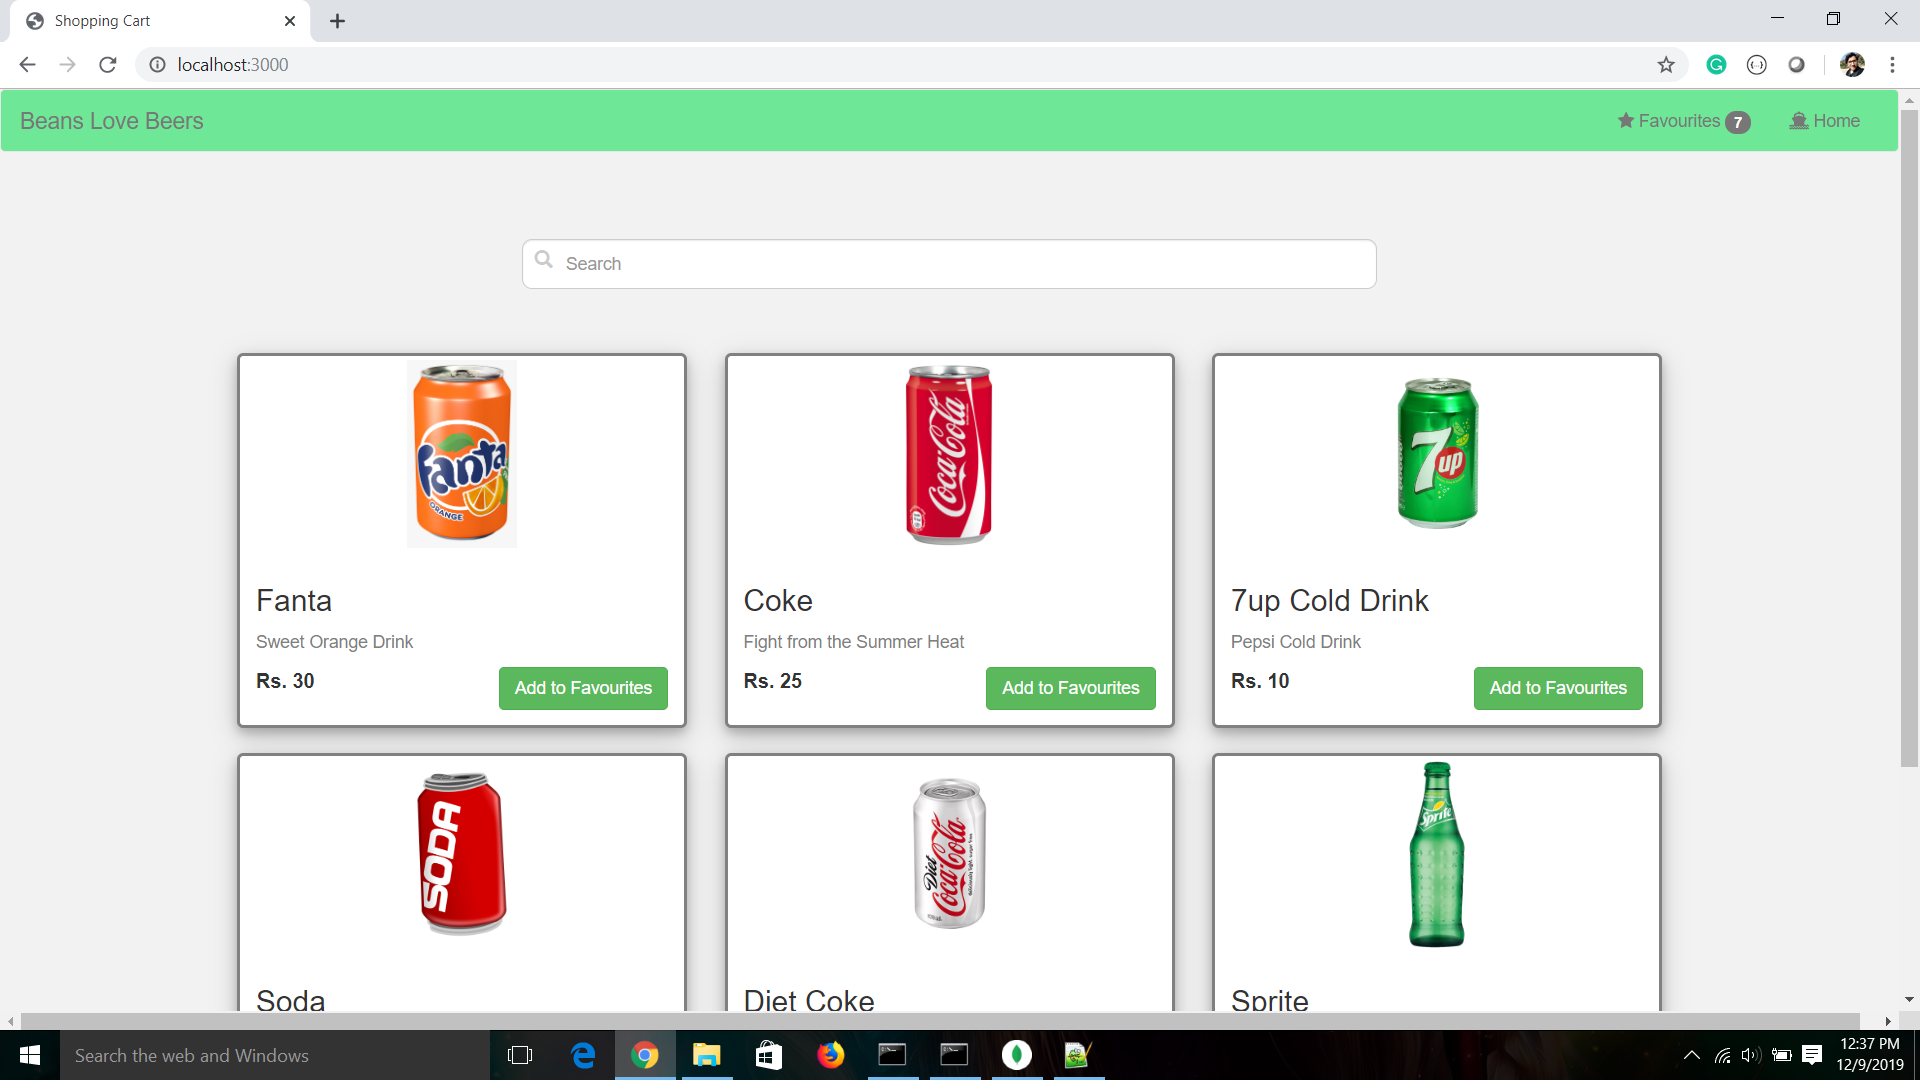 Shopping Cart
localhost:3000
Beans Love Beers
Favourites 7
Home
Search
Fanta
ORANGE
Coca-Cola
7up
Fanta
Coke
7up Cold Drink
Sweet Orange Drink
Fight from the Summer Heat
Pepsi Cold Drink
Rs. 30
Add to Favourites
Rs. 25
Add to Favourites
Rs. 10
Add to Favourites
SODA
Diet
Coca-Cola
Sprite
Soda
Diet Coke
Sprite
Search the web and Windows
12:37 PM
12/9/2019